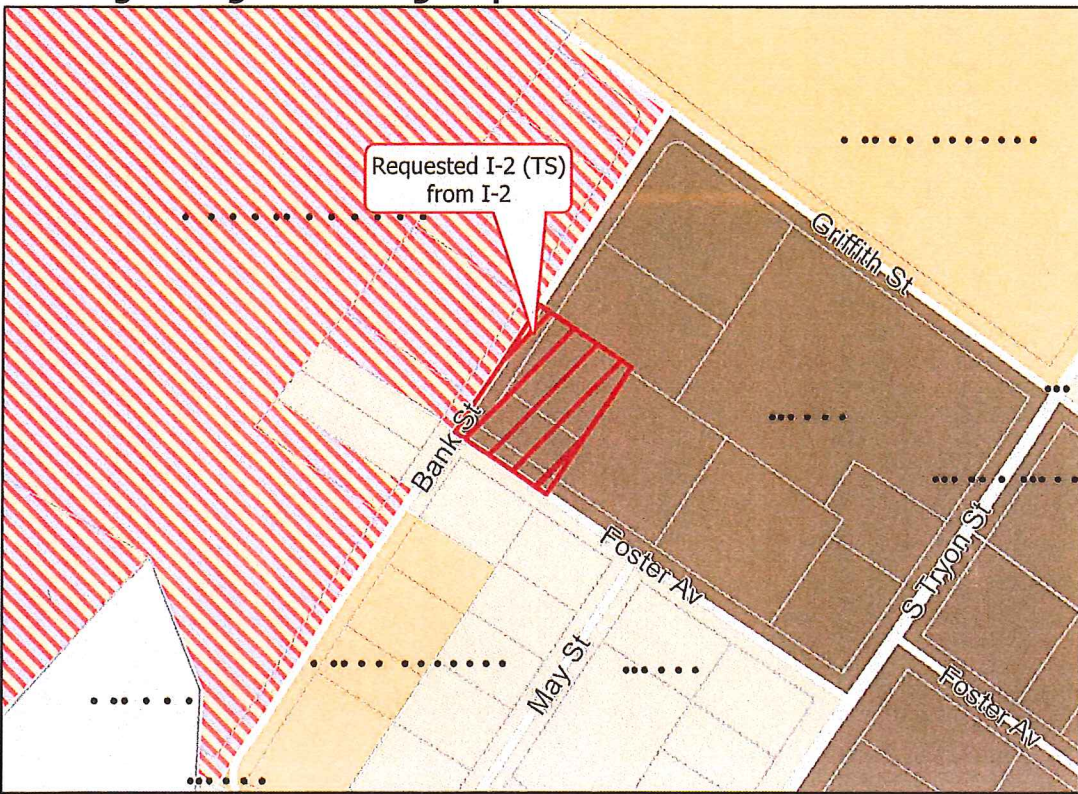 Requested I-2 (TS)
from I-2
Griffith St
Bank St
Foster Av
S Tryon St
May St
Foster Av